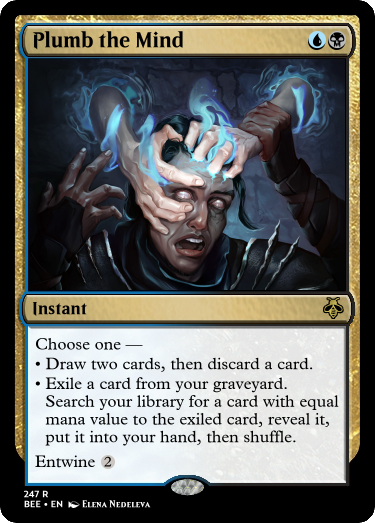 Plumb the Mind
Instant
Choose one —
• Draw two cards, then discard a card.
• Exile a card from your graveyard.
Search your library for a card with equal
mana value to the exiled card, reveal it,
put it into your hand, then shuffle.
Entwine 2
247 R
BEE • EN Elena Nedeleva